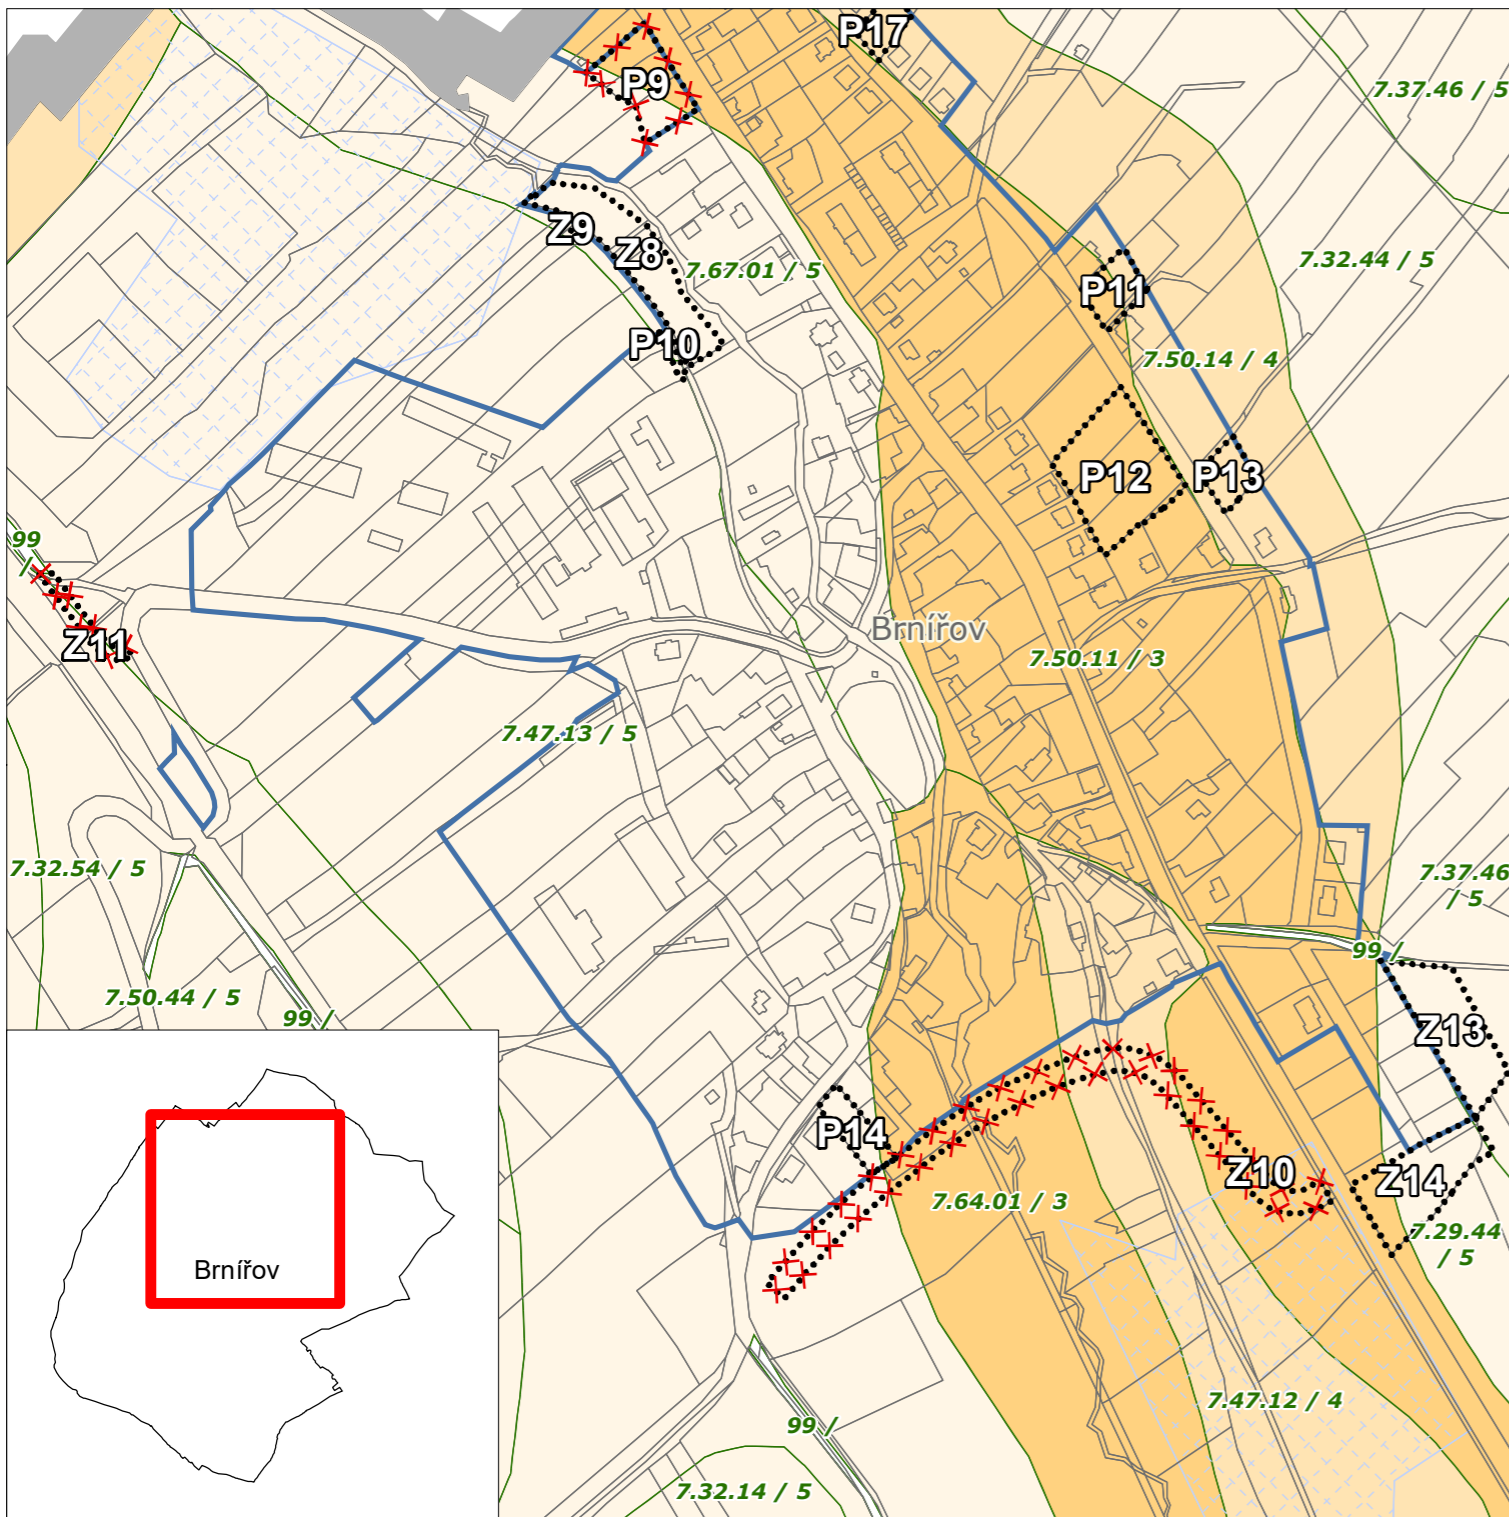 P17
P9
7.37.46 / 5
Z9
Z8
7.67.01 / 5
7.32.44 / 5
P11
P10
7.50.14 / 4
P12
P13
99
/
Brnířov
Z11
7.50.11 / 3
7.47.13 / 5
7.32.54 / 5
7.37.46
/ 5
99 /
7.50.44 / 5
99 /
Z13
P14
Z10
Z14
7.64.01 / 3
7.29.44
/ 5
Brnířov
7.47.12 / 4
99 /
7.32.14 / 5